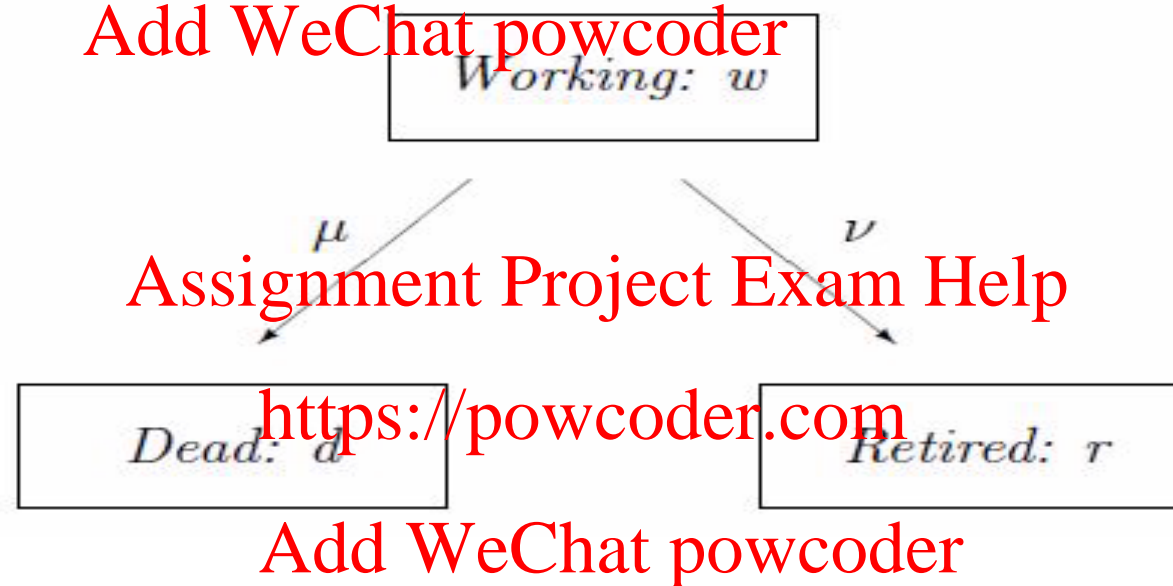 Add WeChat powcoder
Working: w
μ
ν
Assignment Project Exam Help
https://powcoder.com
Dead: d
Retired: r
Add WeChat powcoder